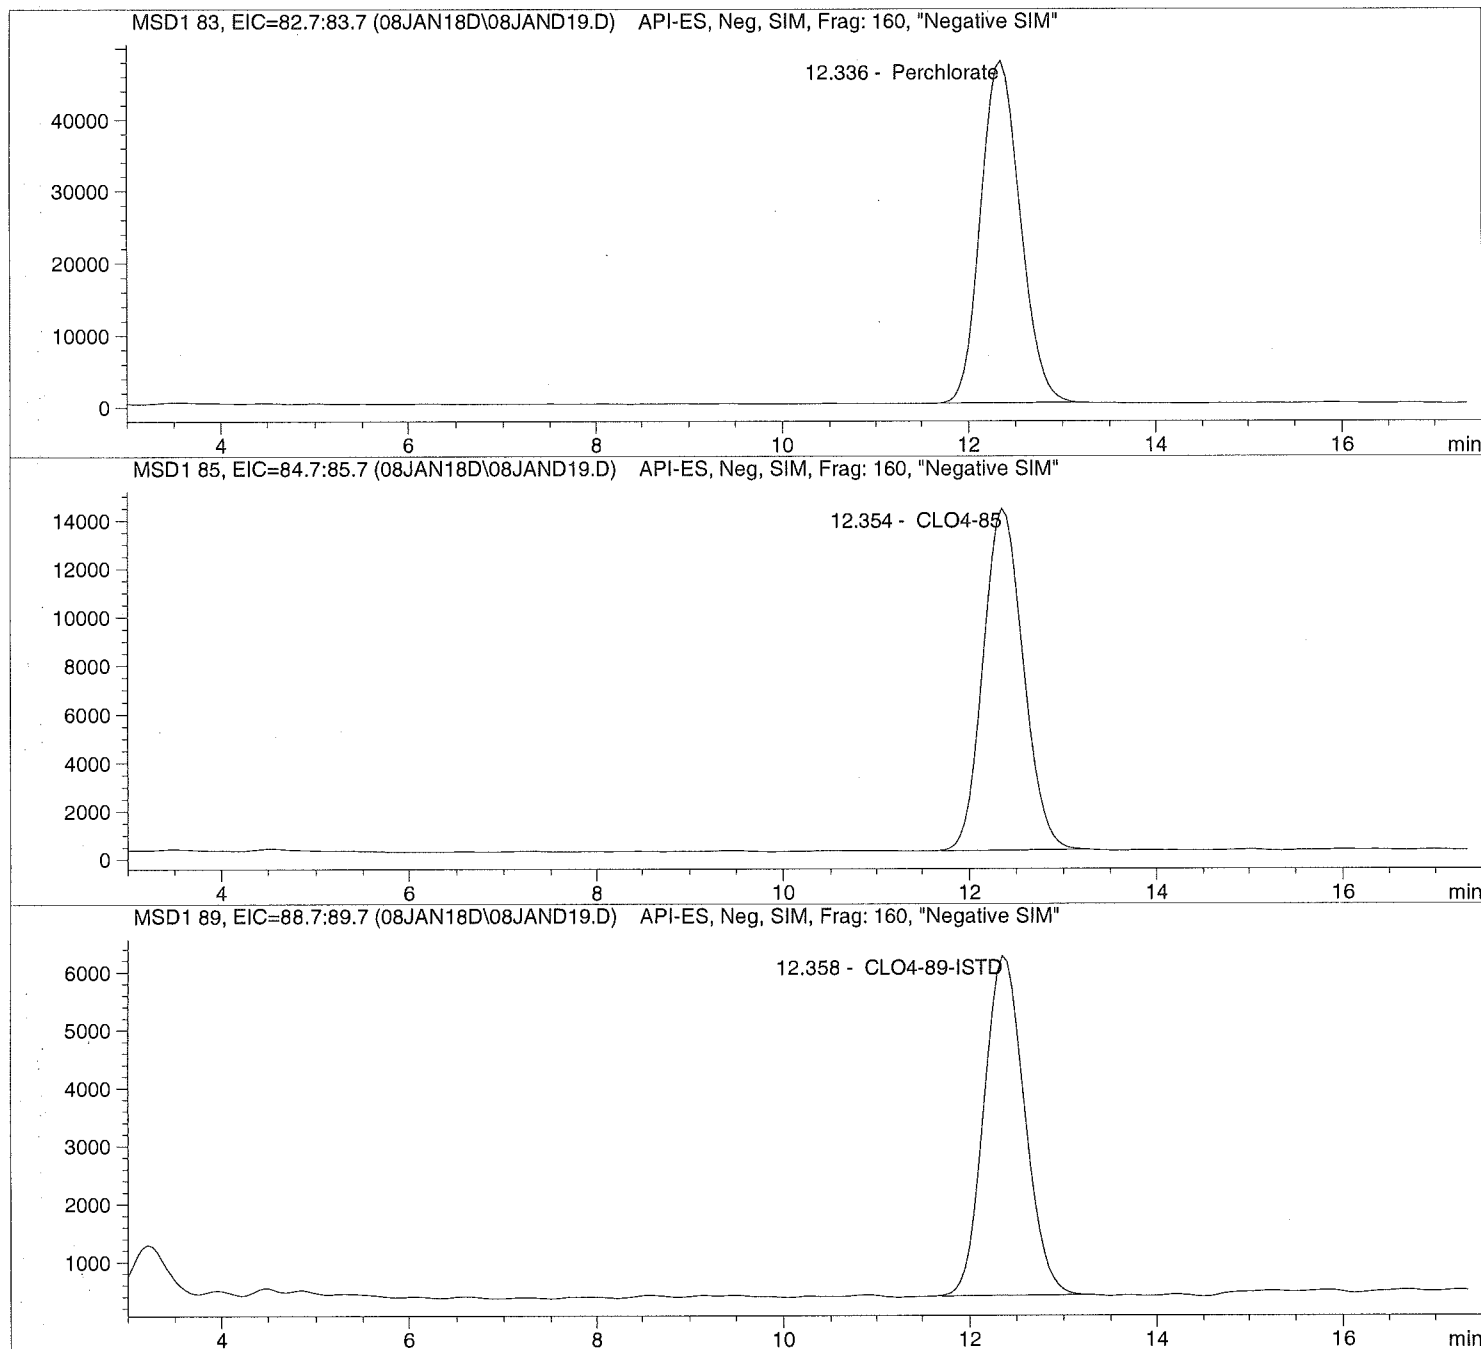 MSD1 83, EIC=82.7:83.7 (08JAN18D\08JAND19.D) API-ES, Neg, SIM, Frag: 160, "Negative SIM"
12.336 - Perchlorate
40000
30000
20000
10000
0
4 6 8 10 12 14 16 min
MSD1 85, EIC=84.7:85.7 (08JAN18D\08JAND19.D) API-ES, Neg, SIM, Frag: 160, "Negative SIM"
12.354 - CLO4-85
14000
12000
10000
8000
6000
4000
2000
0
4 6 8 10 12 14 16 min
MSD1 89, EIC=88.7:89.7 (08JAN18D\08JAND19.D) API-ES, Neg, SIM, Frag: 160, "Negative SIM"
12.358 - CLO4-89-ISTD
6000
5000
4000
3000
2000
1000
4 6 8 10 12 14 16 min